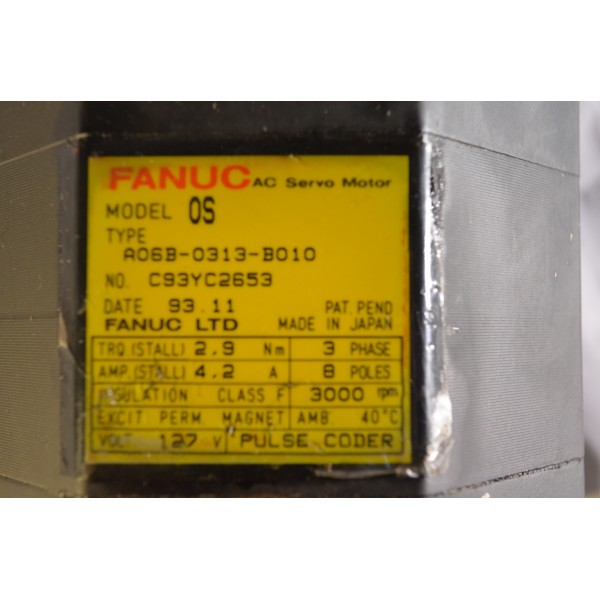 FANUC AC Servo Motor
MODEL 0S
TYPE
A06B-0313-B010
NO. C93YC2653
DATE 93.11 PAT. PEND
FANUC LTD MADE IN JAPAN
TRQ (STALL) 2.9 Nm 3 PHASE
AMP. (STALL) 4.2 A 8 POLES
INSULATION CLASS F 3000 rpm
EXCIT PERM. MAGNET AMB 40°C
VOLT 127 V PULSE CODER